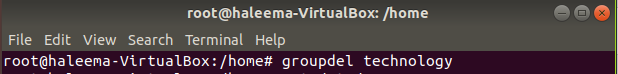 root@haleema-VirtualBox: /home
File Edit View Search Terminal Help
root@haleema-VirtualBox:/home# groupdel technology